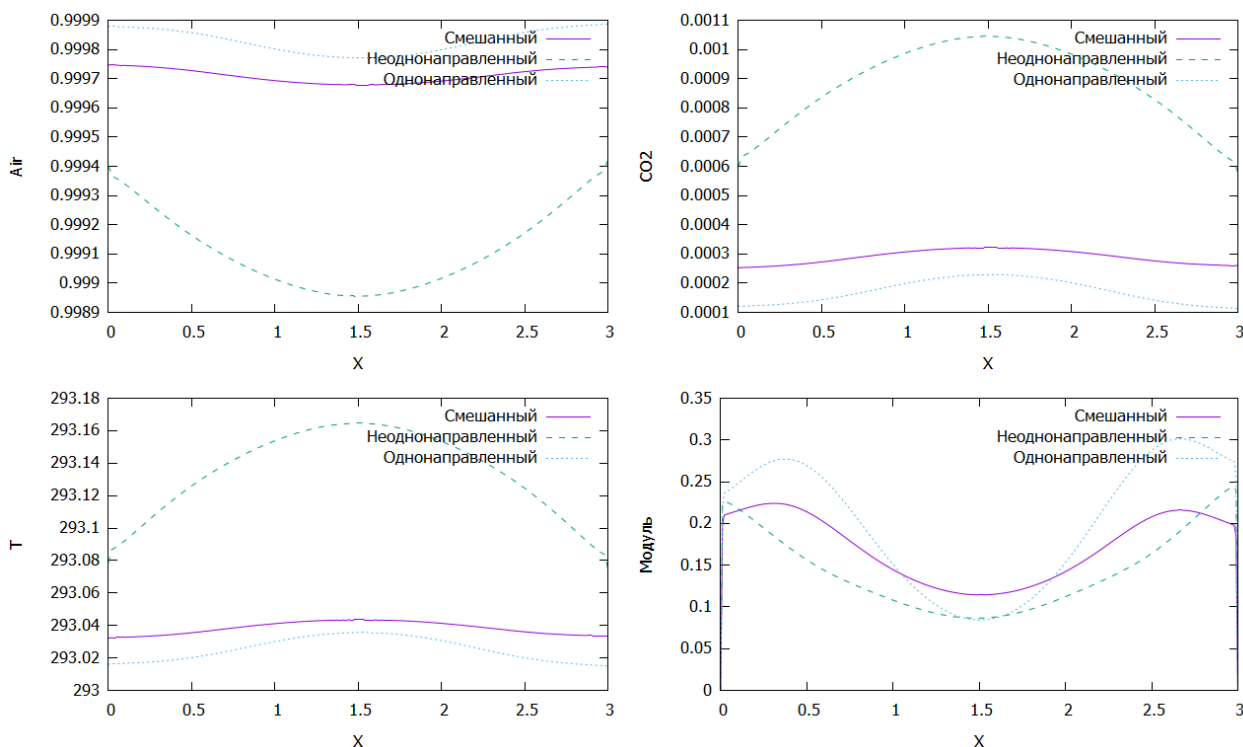 0.9999
0.9998
0.9997
0.9996
0.9995
0.9994
0.9993
0.9992
0.9991
0.999
0.9989
Air
0 0.5 1 1.5 2 2.5 3
X
Смешанный
Неоднонаправленный
Однонаправленный
0.0011
0.001
0.0009
0.0008
0.0007
0.0006
0.0005
0.0004
0.0003
0.0002
0.0001
CO2
0 0.5 1 1.5 2 2.5 3
X
Смешанный
Неоднонаправленный
Однонаправленный
293.18
293.16
293.14
293.12
293.1
293.08
293.06
293.04
293.02
293
T
0 0.5 1 1.5 2 2.5 3
X
Смешанный
Неоднонаправленный
Однонаправленный
0.35
0.3
0.25
0.2
0.15
0.1
0.05
0
Модуль
0 0.5 1 1.5 2 2.5 3
X
Смешанный
Неоднонаправленный
Однонаправленный